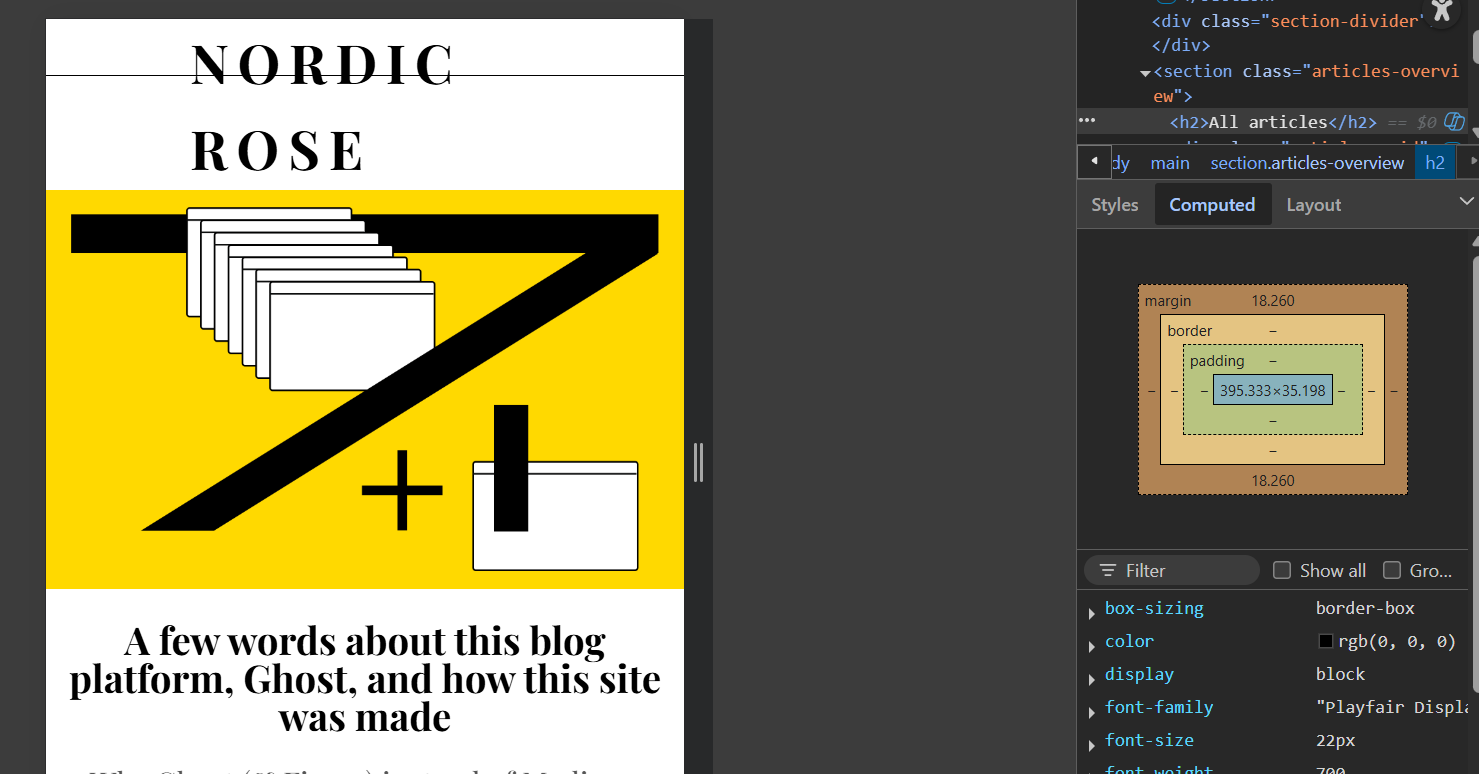 NORDIC
ROSE
A few words about this blog
platform, Ghost, and how this site
was made
<div class="section-divider"
</div>
<section class="articles-overvi
ew">
••• <h2>All articles</h2> == $0
dy main section.articles-overview h2
Styles Computed Layout
margin 18.260
border –
padding –
– – – 395.333×35.198 – – –
–
–
18.260
Filter Show all Gro...
box-sizing border-box
color rgb(0, 0, 0)
display block
font-family "Playfair Displa
font-size 22px
font-weight 700